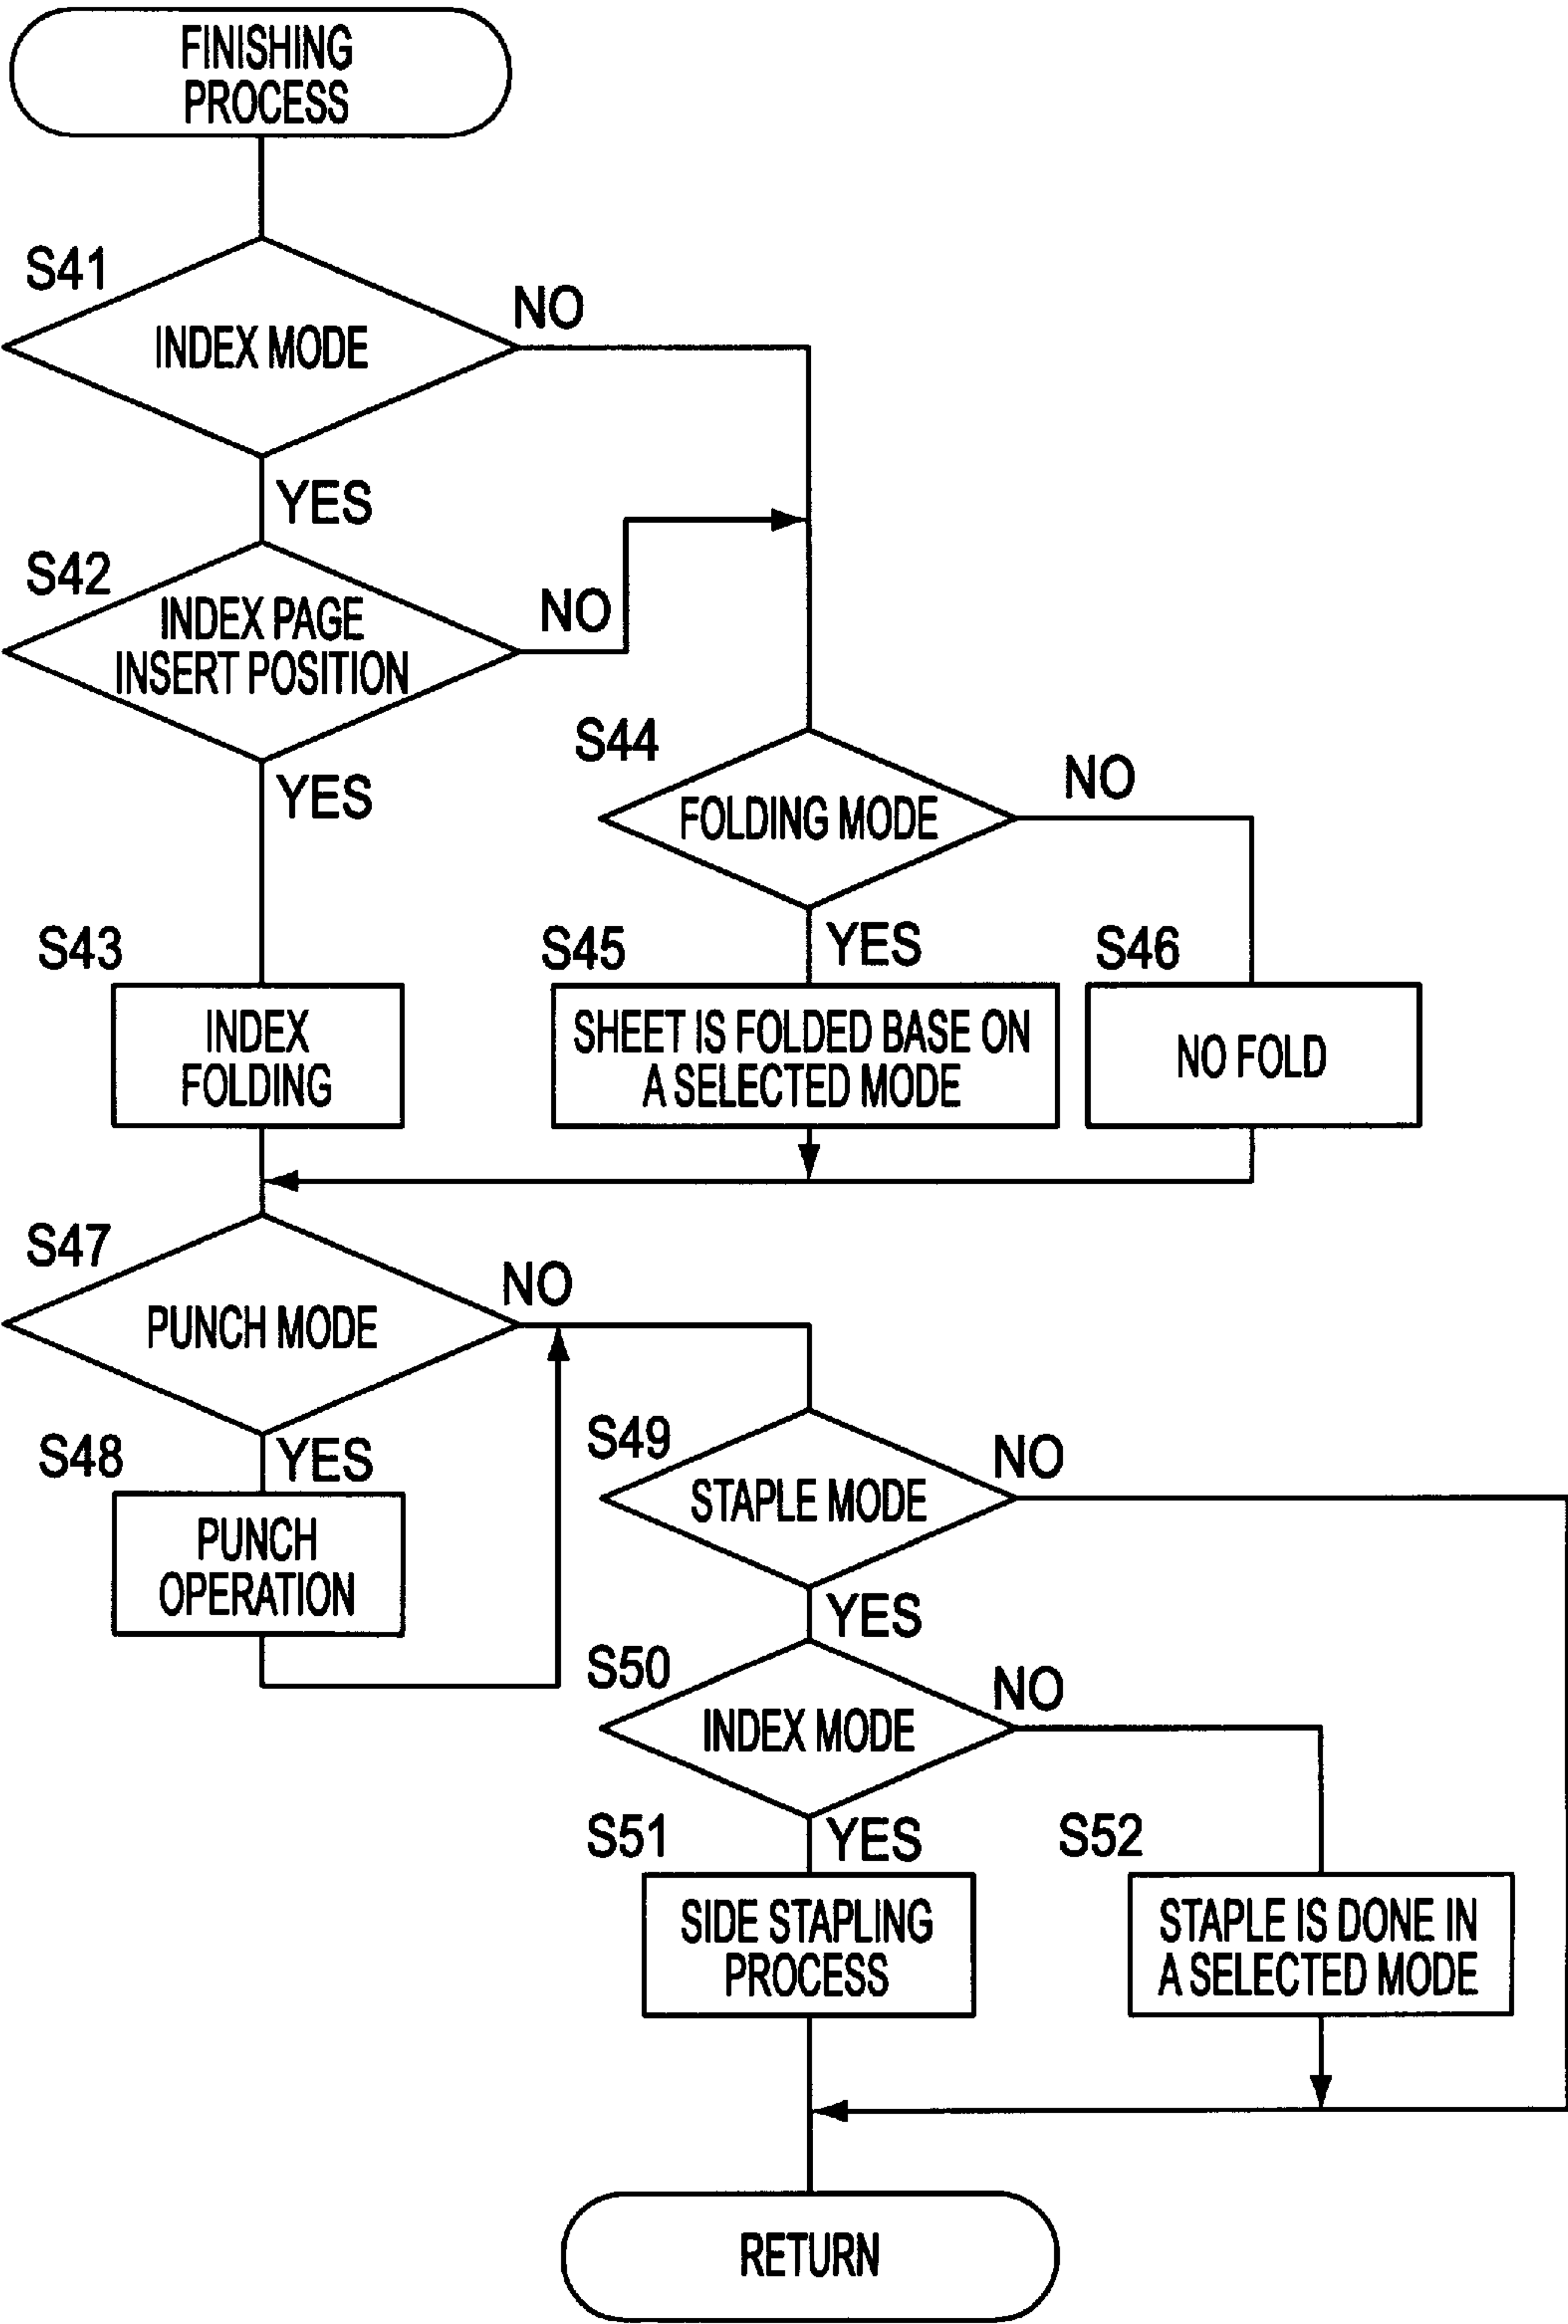 FINISHING
PROCESS
S41
INDEX MODE
NO
YES
S42
INDEX PAGE
INSERT POSITION
NO
YES
S44
FOLDING MODE
NO
YES
S43
INDEX
FOLDING
S45
SHEET IS FOLDED BASE ON
A SELECTED MODE
S46
NO FOLD
S47
PUNCH MODE
NO
YES
S48
PUNCH
OPERATION
S49
STAPLE MODE
NO
YES
S50
INDEX MODE
NO
YES
S51
SIDE STAPLING
PROCESS
S52
STAPLE IS DONE IN
A SELECTED MODE
RETURN